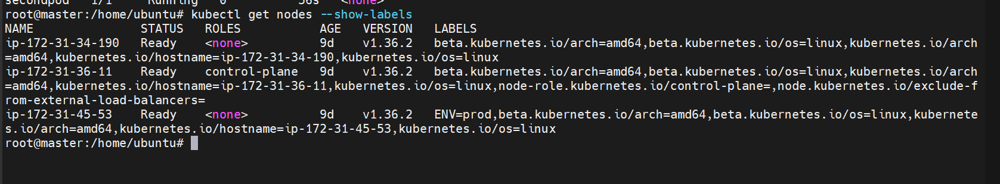 secondpod   1/1     Running   0          56s   <none>
root@master:/home/ubuntu# kubectl get nodes --show-labels
NAME               STATUS   ROLES           AGE   VERSION   LABELS
ip-172-31-34-190   Ready    <none>          9d    v1.36.2   beta.kubernetes.io/arch=amd64,beta.kubernetes.io/os=linux,kubernetes.io/arch
=amd64,kubernetes.io/hostname=ip-172-31-34-190,kubernetes.io/os=linux
ip-172-31-36-11    Ready    control-plane   9d    v1.36.2   beta.kubernetes.io/arch=amd64,beta.kubernetes.io/os=linux,kubernetes.io/arch
=amd64,kubernetes.io/hostname=ip-172-31-36-11,kubernetes.io/os=linux,node-role.kubernetes.io/control-plane=,node.kubernetes.io/exclude-f
rom-external-load-balancers=
ip-172-31-45-53    Ready    <none>          9d    v1.36.2   ENV=prod,beta.kubernetes.io/arch=amd64,beta.kubernetes.io/os=linux,kubernete
s.io/arch=amd64,kubernetes.io/hostname=ip-172-31-45-53,kubernetes.io/os=linux
root@master:/home/ubuntu#